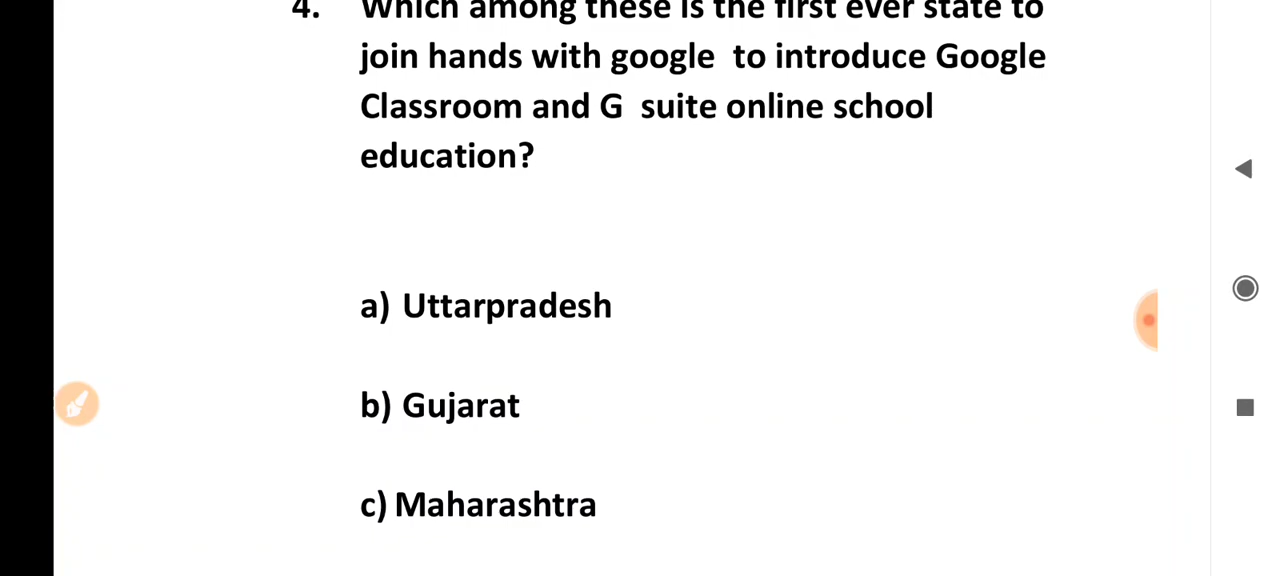 4. Which among these is the first ever state to
join hands with google to introduce Google
Classroom and G suite online school
education?
a) Uttarpradesh
b) Gujarat
c) Maharashtra